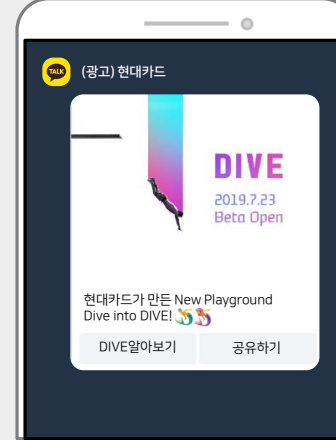 TALK
(광고) 현대카드
DIVE
2019.7.23
Beta Open
현대카드가 만든 New Playground
Dive into DIVE!
DIVE알아보기
공유하기